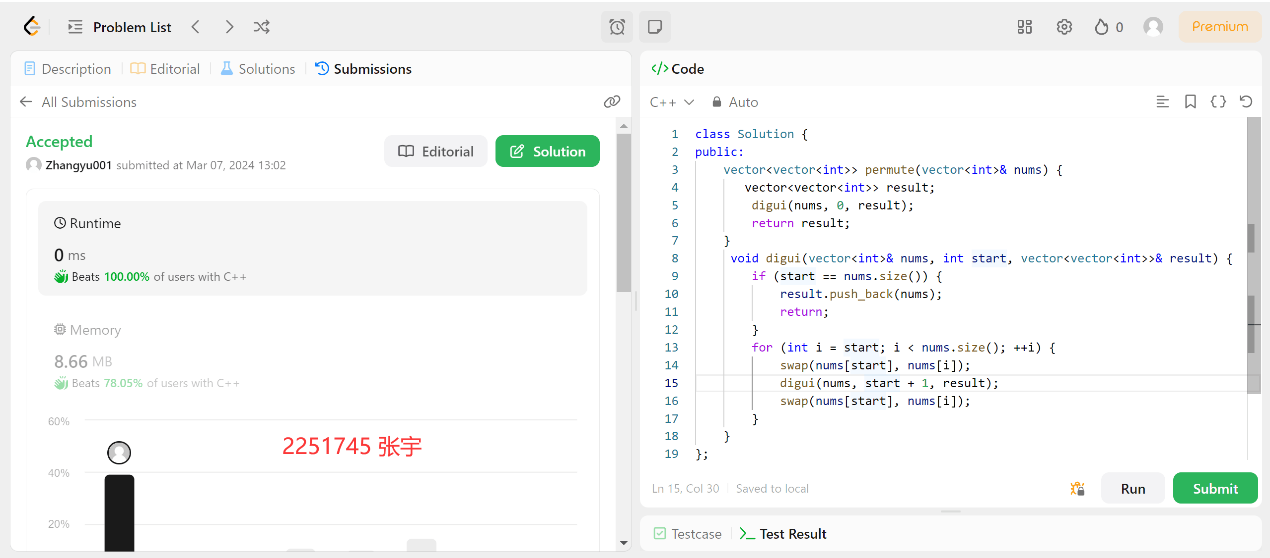 Problem List
0
Premium
Description
Editorial
Solutions
Submissions
All Submissions
Accepted
Zhangyu001 submitted at Mar 07, 2024 13:02
Editorial
Solution
Runtime
0 ms
Beats 100.00% of users with C++
Memory
8.66 MB
Beats 78.05% of users with C++
60%
40%
20%
2251745 张宇
</> Code
C++
Auto
1 class Solution {
2 public:
3 vector<vector<int>> permute(vector<int>& nums) {
4 vector<vector<int>> result;
5 digui(nums, 0, result);
6 return result;
7 }
8 void digui(vector<int>& nums, int start, vector<vector<int>>& result) {
9 if (start == nums.size()) {
10 result.push_back(nums);
11 return;
12 }
13 for (int i = start; i < nums.size(); ++i) {
14 swap(nums[start], nums[i]);
15 digui(nums, start + 1, result);
16 swap(nums[start], nums[i]);
17 }
18 }
19 };
Ln 15, Col 30
Saved to local
Run
Submit
Testcase
Test Result